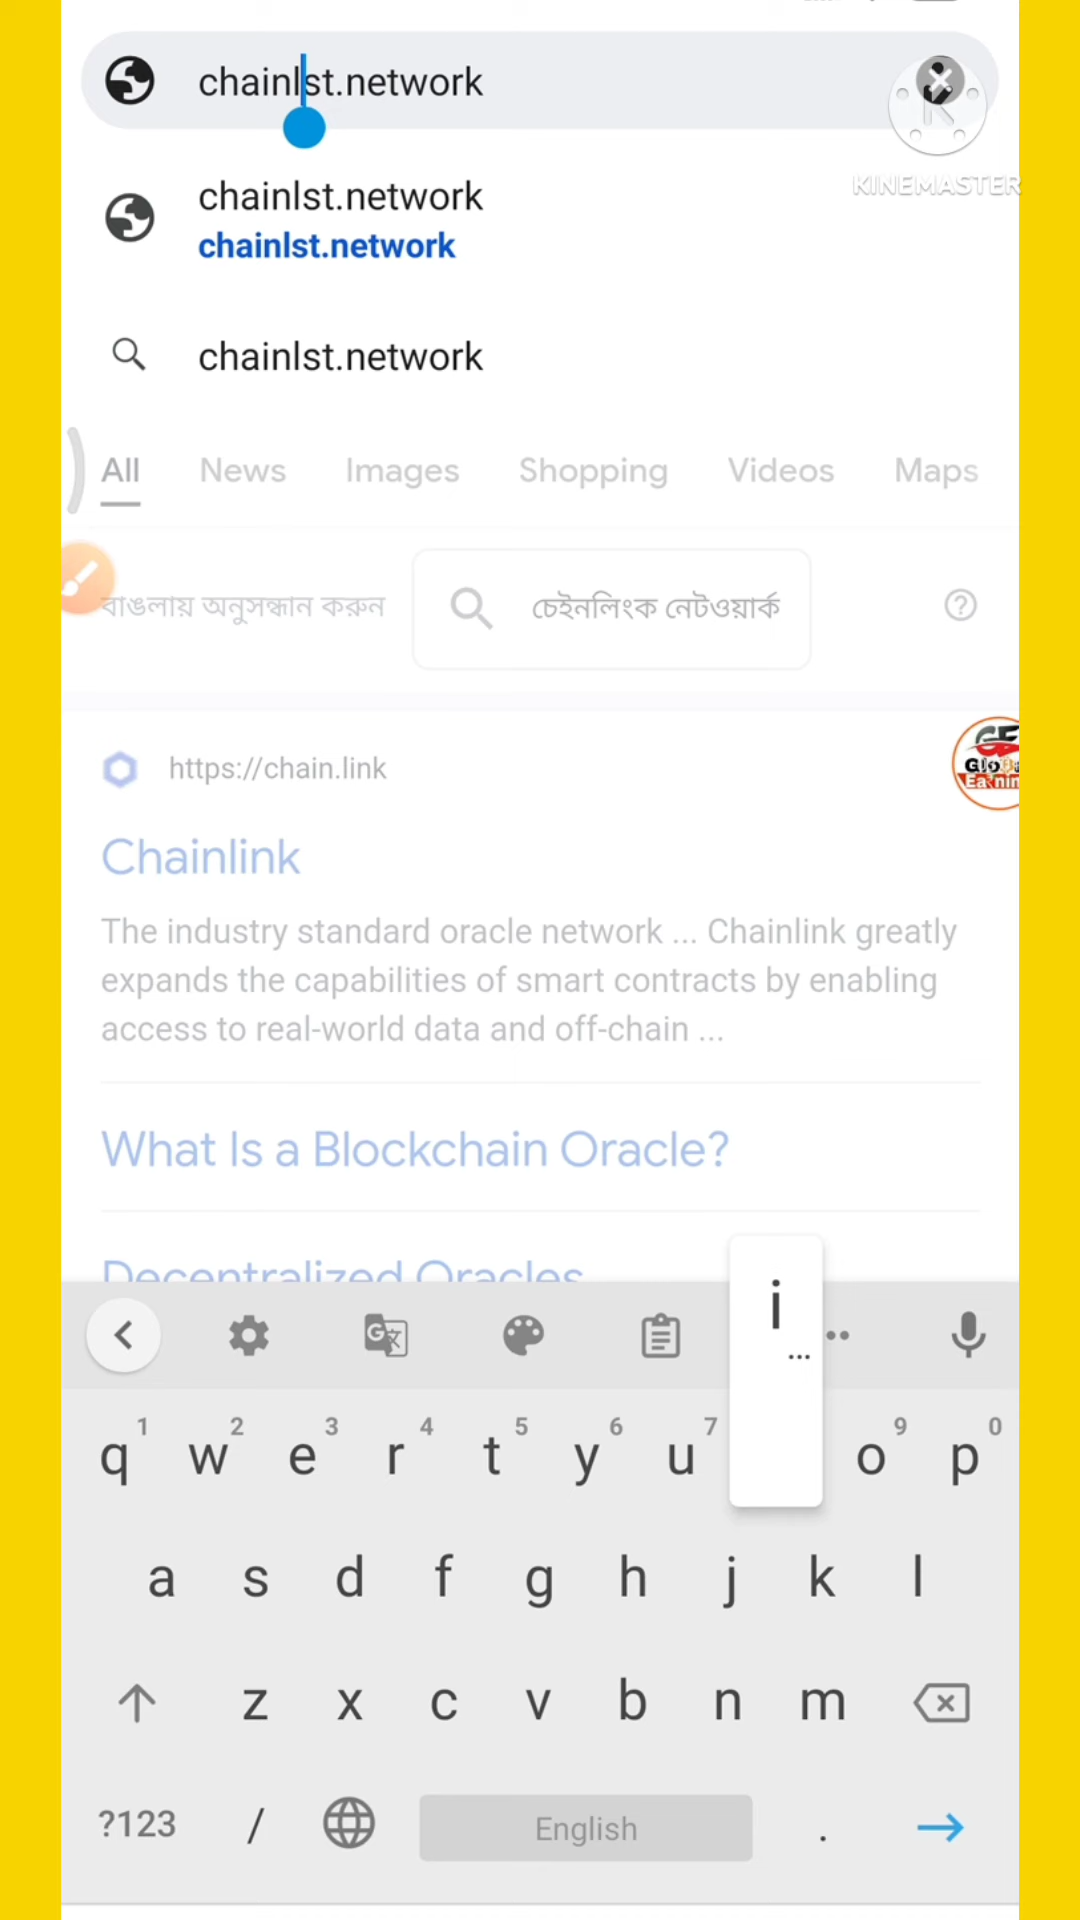 chainlst.network
KINEMASTER
chainlst.network
chainlst.network
chainlst.network
All News Images Shopping Videos Maps
বাঙলায় অনুসন্ধান করুন চেইনলিংক নেটওয়ার্ক
https://chain.link
Chainlink
The industry standard oracle network ... Chainlink greatly
expands the capabilities of smart contracts by enabling
access to real-world data and off-chain ...
What Is a Blockchain Oracle?
Decentralized Oracles
i
...
1 2 3 4 5 6 7 9 0
q w e r t y u o p
a s d f g h j k l
z x c v b n m
?123 / English .